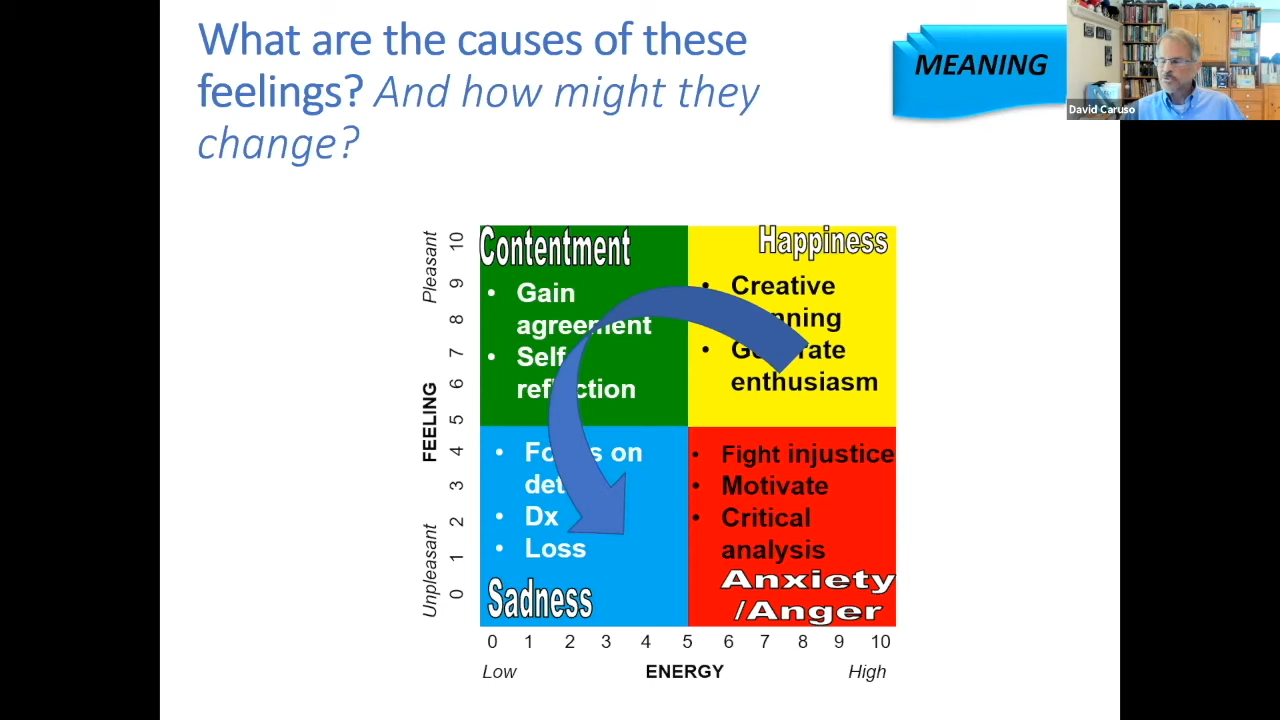 What are the causes of these
feelings? And how might they
change?
MEANING
David Caruso
Contentment
• Gain
agreement
• Self

Happiness
• Creative

•
enthusiasm
•
• Dx
• Loss
Sadness
• Fight injustice
• Motivate
• Critical
analysis
Anxiety
/Anger
Pleasant
FEELING
Unpleasant
10
9
8
7
6
5
4
3
2
1
0
0 1 2 3 4 5 6 7 8 9 10
Low ENERGY High